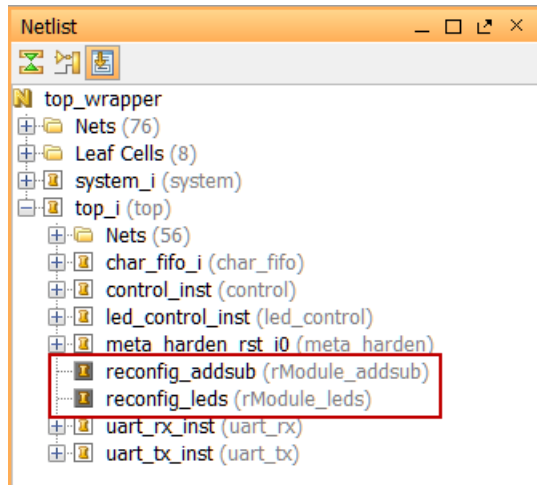 Netlist
top_wrapper
Nets (76)
Leaf Cells (8)
system_i (system)
top_i (top)
Nets (56)
char_fifo_i (char_fifo)
control_inst (control)
led_control_inst (led_control)
meta_harden_rst_i0 (meta_harden)
reconfig_addsub (rModule_addsub)
reconfig_leds (rModule_leds)
uart_rx_inst (uart_rx)
uart_tx_inst (uart_tx)